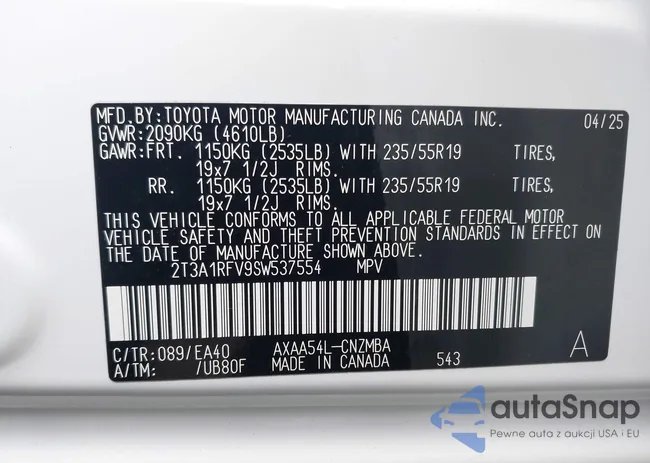 MFD.BY:TOYOTA MOTOR MANUFACTURING CANADA INC. 04/25
GVWR:2090KG (4610LB)
GAWR:FRT. 1150KG (2535LB) WITH 235/55R19 TIRES,
19x7 1/2J RIMS.
RR. 1150KG (2535LB) WITH 235/55R19 TIRES,
19x7 1/2J RIMS.
THIS VEHICLE CONFORMS TO ALL APPLICABLE FEDERAL MOTOR
VEHICLE SAFETY AND THEFT PREVENTION STANDARDS IN EFFECT ON
THE DATE OF MANUFACTURE SHOWN ABOVE.
2T3A1RFV9SW537554 MPV
C/TR:089/EA40 AXAA54L-CNZMBA A
A/TM: /UB80F MADE IN CANADA 543
autaSnap
Pewne auta z aukcji USA i EU